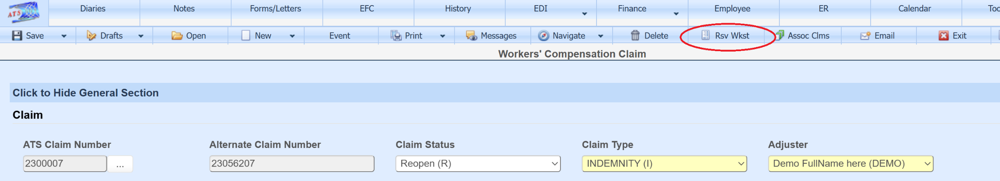 ATS Diaries Notes Forms/Letters EFC History EDI Finance Employee ER Calendar
Save Drafts Open New Event Print Messages Navigate Delete Rsv Wkst Assoc Clms Email Exit
Workers' Compensation Claim
Click to Hide General Section
Claim
ATS Claim Number Alternate Claim Number Claim Status Claim Type Adjuster
2300007 ... 23056207 Reopen (R) INDEMNITY (I) Demo FullName here (DEMO)